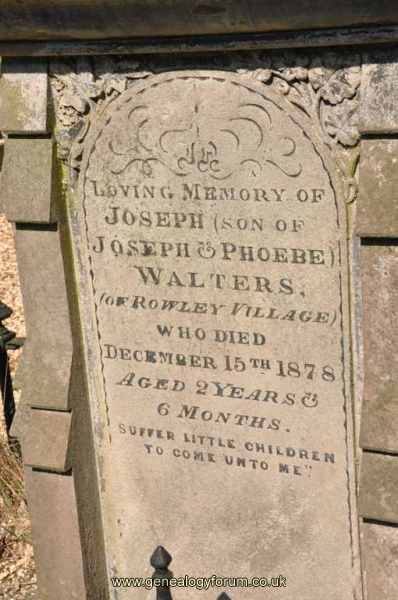 In
Loving Memory of
Joseph (son of
Joseph & Phoebe)
Walters,
(of Rowley Village)
who died
December 15th 1878
Aged 2 Years &
6 Months.
Suffer little children
to come unto me".
www.genealogyforum.co.uk